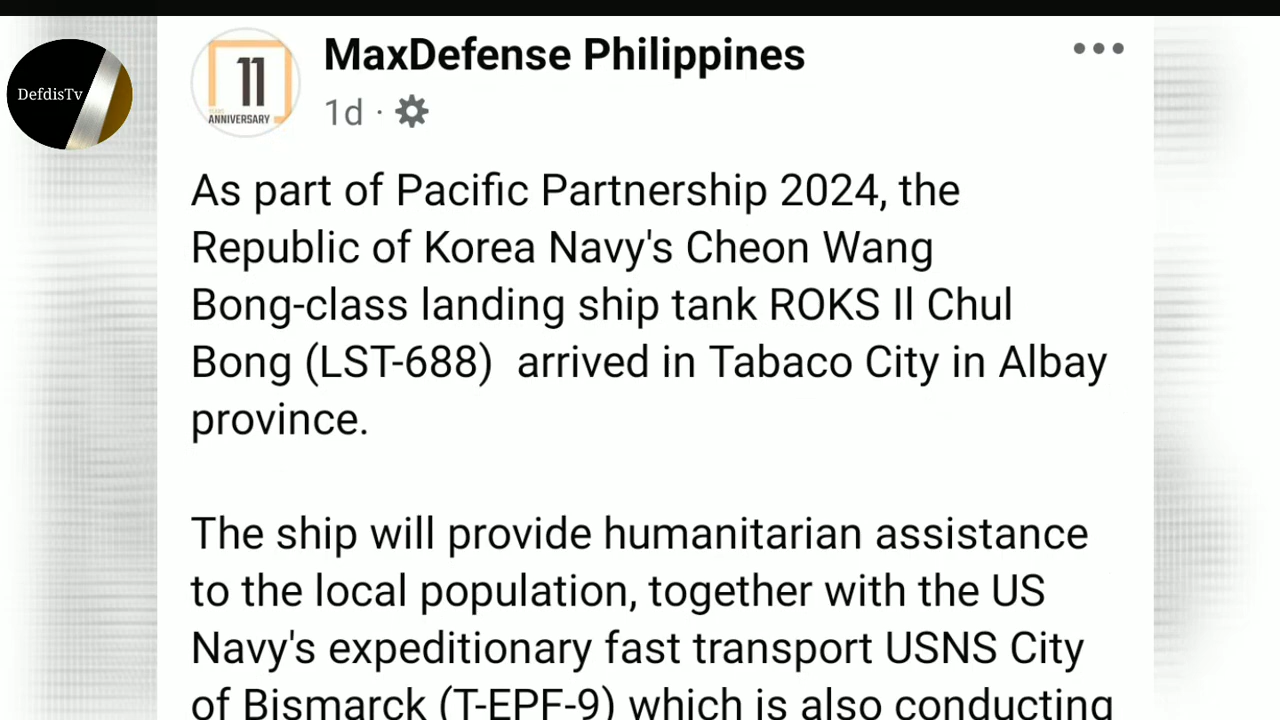 DefdisTv
11
ANNIVERSARY
MaxDefense Philippines
1d ·
As part of Pacific Partnership 2024, the
Republic of Korea Navy's Cheon Wang
Bong-class landing ship tank ROKS Il Chul
Bong (LST-688)  arrived in Tabaco City in Albay
province.
The ship will provide humanitarian assistance
to the local population, together with the US
Navy's expeditionary fast transport USNS City
of Bismarck (T-EPF-9) which is also conducting